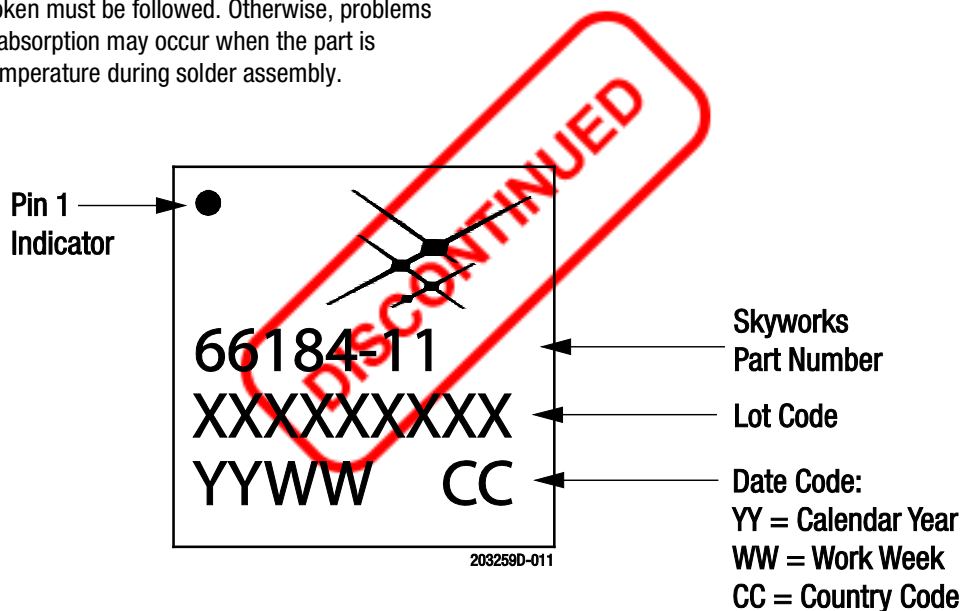 oken must be followed. Otherwise, problems
absorption may occur when the part is
mperature during solder assembly.
DISCONTINUED
Pin 1
Indicator
66184-11
XXXXXXXXX
YYWW CC
Skyworks
Part Number
Lot Code
Date Code:
YY = Calendar Year
WW = Work Week
CC = Country Code
203259D-011